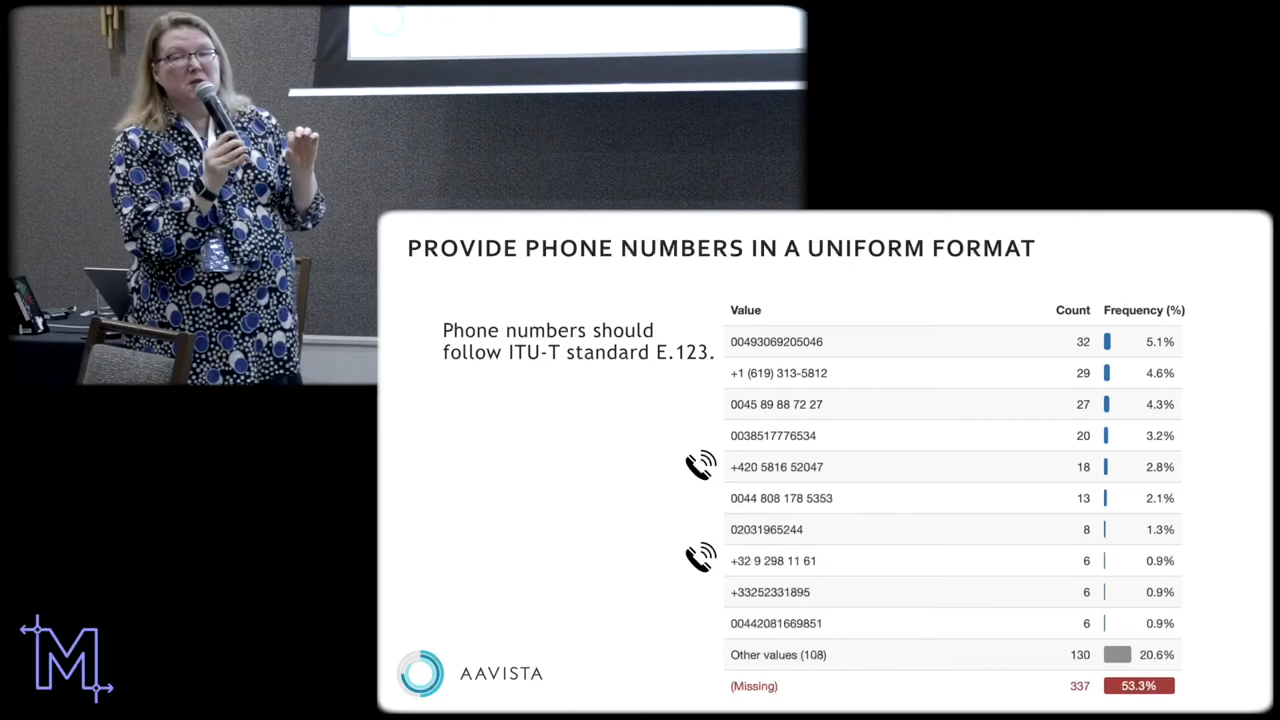 PROVIDE PHONE NUMBERS IN A UNIFORM FORMAT
Phone numbers should
follow ITU-T standard E.123.
Value Count Frequency (%)
00493069205046 32 5.1%
+1 (619) 313-5812 29 4.6%
0045 89 88 72 27 27 4.3%
0038517776534 20 3.2%
+420 5816 52047 18 2.8%
0044 808 178 5353 13 2.1%
02031965244 8 1.3%
+32 9 298 11 61 6 0.9%
+33252331895 6 0.9%
00442081669851 6 0.9%
Other values (108) 130 20.6%
(Missing) 337 53.3%
AAVISTA
M